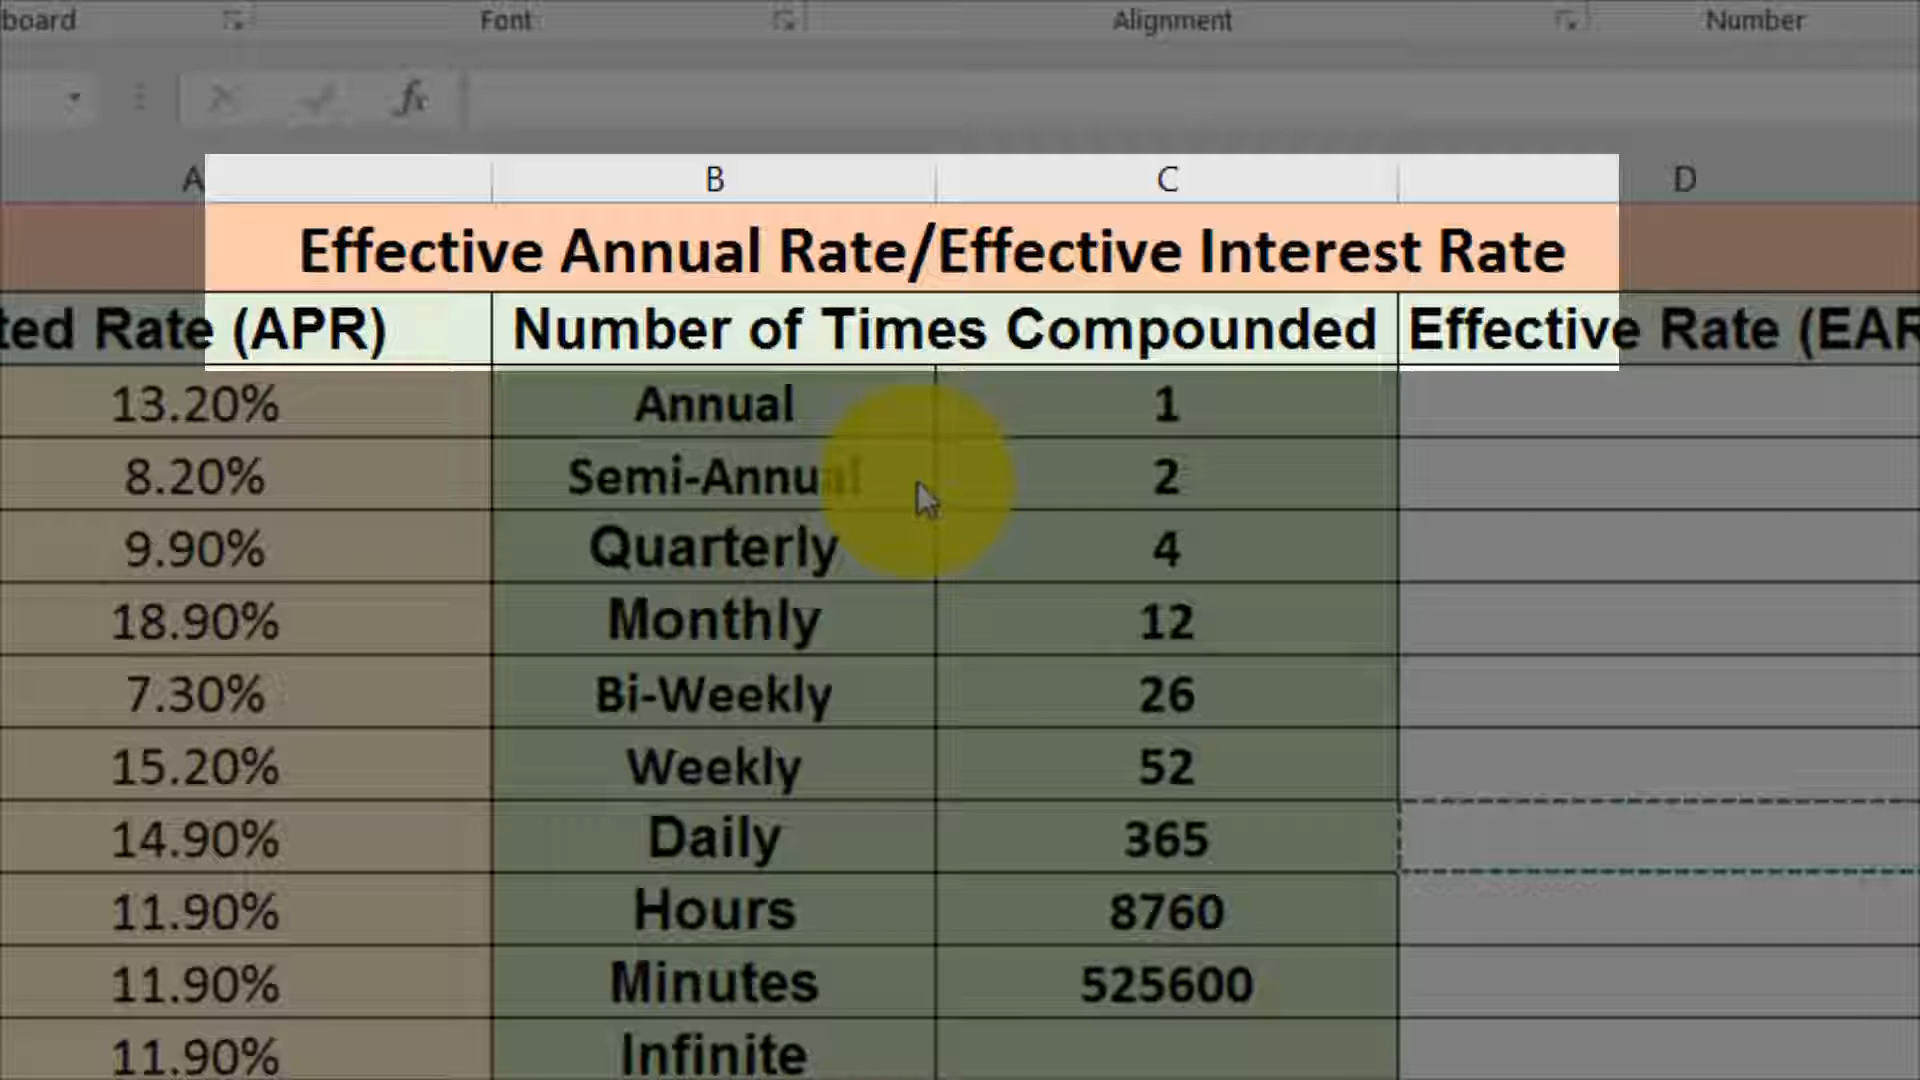 board Font Alignment Number
fx
A B C D
Effective Annual Rate/Effective Interest Rate
ted Rate (APR) Number of Times Compounded Effective Rate (EAR
13.20% Annual 1
8.20% Semi-Annual 2
9.90% Quarterly 4
18.90% Monthly 12
7.30% Bi-Weekly 26
15.20% Weekly 52
14.90% Daily 365
11.90% Hours 8760
11.90% Minutes 525600
11.90% Infinite